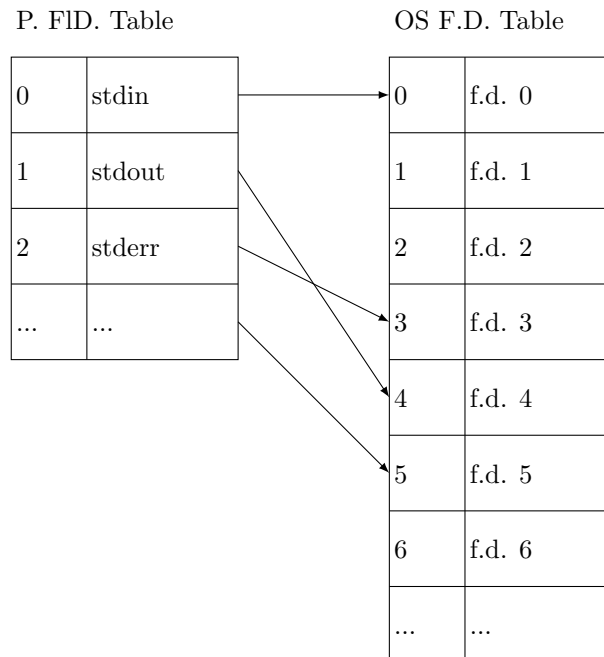 P. FlD. Table OS F.D. Table
0 stdin 0 f.d. 0
1 stdout 1 f.d. 1
2 stderr 2 f.d. 2
... ... 3 f.d. 3
4 f.d. 4
5 f.d. 5
6 f.d. 6
... ...